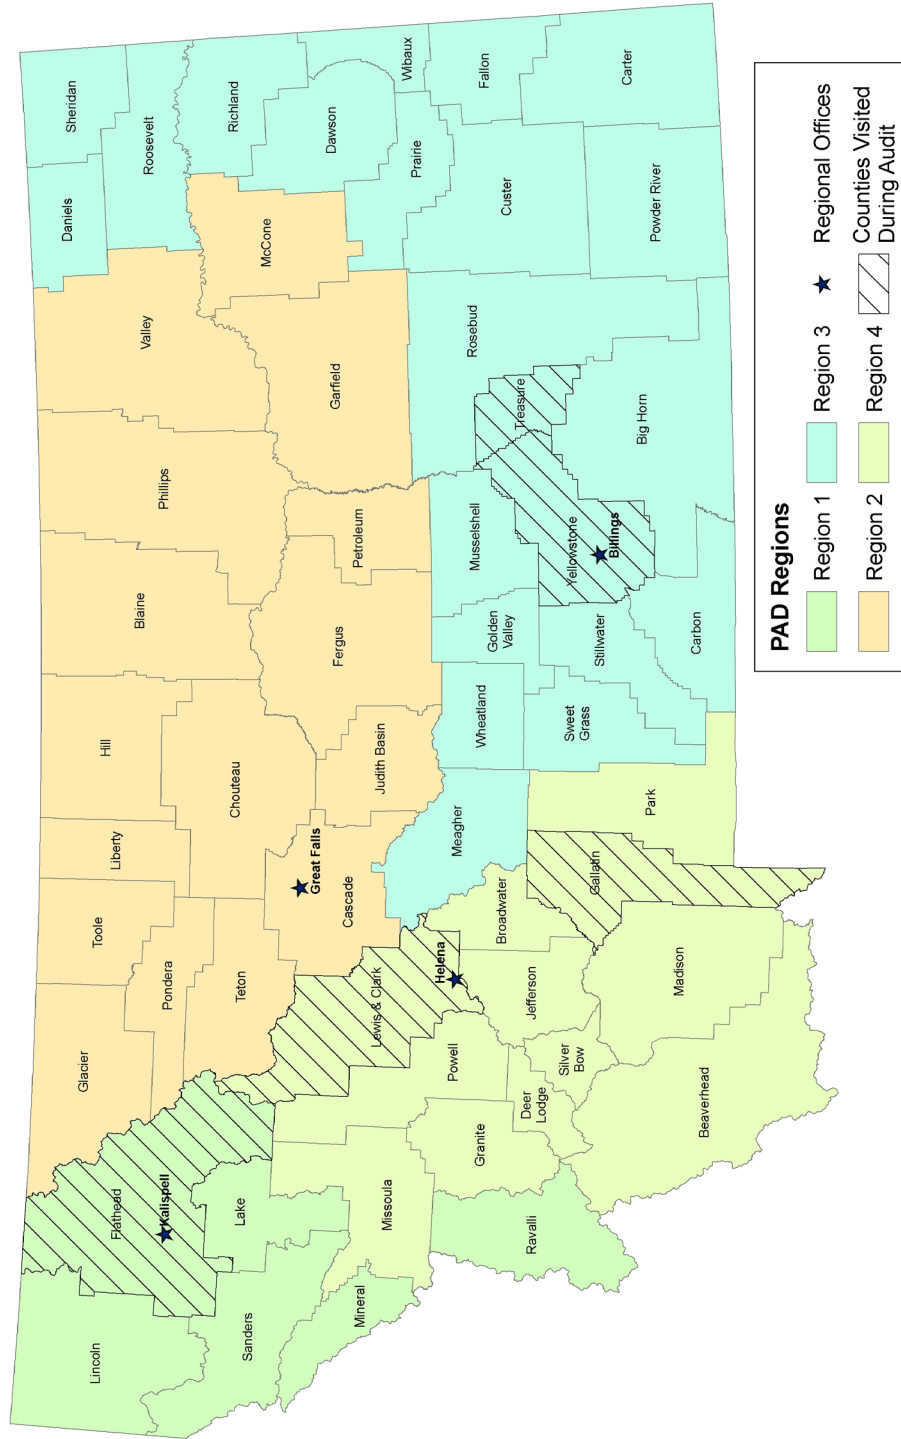 Lincoln
Flathead
Kalispell
Glacier
Toole
Liberty
Hill
Blaine
Phillips
Valley
Daniels
Sheridan
Roosevelt
Sanders
Lake
Pondera
Teton
Chouteau
Richland
McCone
Dawson
Wibaux
Mineral
Missoula
Lewis & Clark
Great Falls
Cascade
Judith Basin
Fergus
Petroleum
Garfield
Prairie
Fallon
Ravalli
Granite
Powell
Helena
Meagher
Wheatland
Golden
Valley
Musselshell
Rosebud
Treasure
Custer
Carter
Deer
Lodge
Silver
Bow
Jefferson
Broadwater
Gallatin
Park
Sweet
Grass
Stillwater
Yellowstone
Billings
Big Horn
Powder River
Beaverhead
Madison
Carbon
PAD Regions
Region 1
Region 3
Regional Offices
Region 2
Region 4
Counties Visited
During Audit